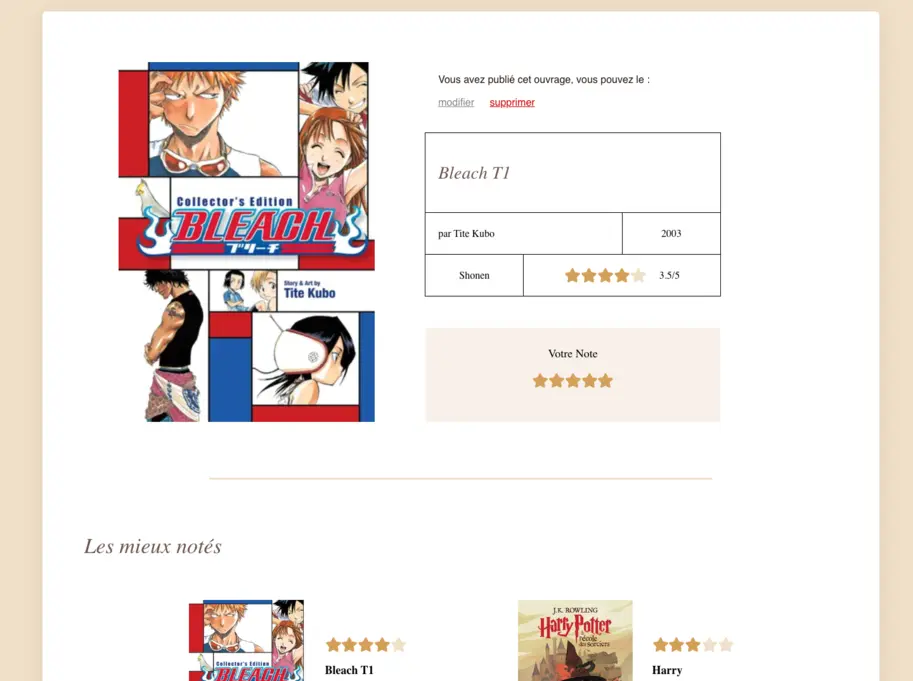 Vous avez publié cet ouvrage, vous pouvez le :
modifier supprimer
Collector's Edition
BLEACH
ブリーチ
Story & Art by
Tite Kubo
Bleach T1
par Tite Kubo 2003
Shonen 3.5/5
Votre Note
Les mieux notés
Collector's Edition
BLEACH
Bleach T1
J.K. ROWLING
Harry Potter
à l'école
des sorciers
Harry